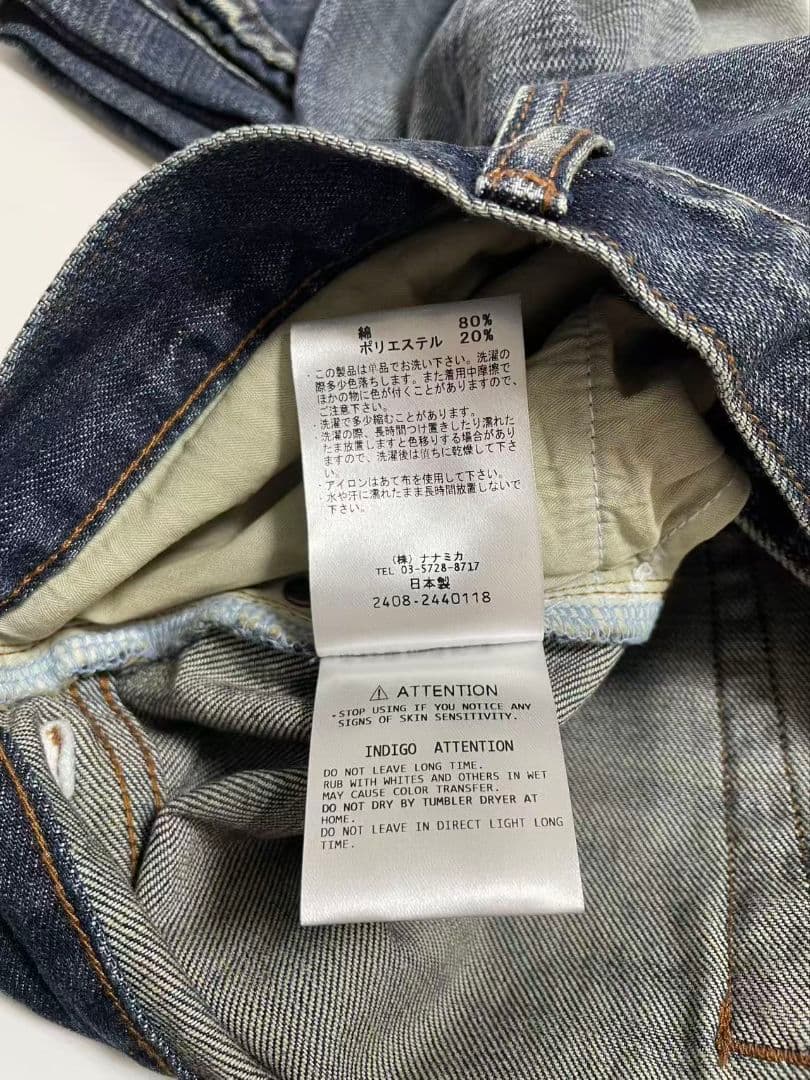 綿 80%
ポリエステル 20%
・この製品は単品でお洗い下さい。洗濯の
際多少色落ちします。また着用中摩擦で
ほかの物に色が付くことがありますので、
ご注意下さい。
・洗濯で多少縮むことがあります。
・洗濯の際、長時間つけ置きしたり濡れた
たまま放置しますと色移りする場合があり
ますので、洗濯後は直ちに乾燥して下さ
い。
・アイロンはあて布を使用して下さい。
・水や汗に濡れたまま長時間放置しないで
下さい。
(株) ナナミカ
TEL 03-5728-8717
日本製
2408-2440118
⚠ ATTENTION
・STOP USING IF YOU NOTICE ANY
SIGNS OF SKIN SENSITIVITY.
INDIGO ATTENTION
DO NOT LEAVE LONG TIME.
RUB WITH WHITES AND OTHERS IN WET
MAY CAUSE COLOR TRANSFER.
DO NOT DRY BY TUMBLER DRYER AT
HOME.
DO NOT LEAVE IN DIRECT LIGHT LONG
TIME.